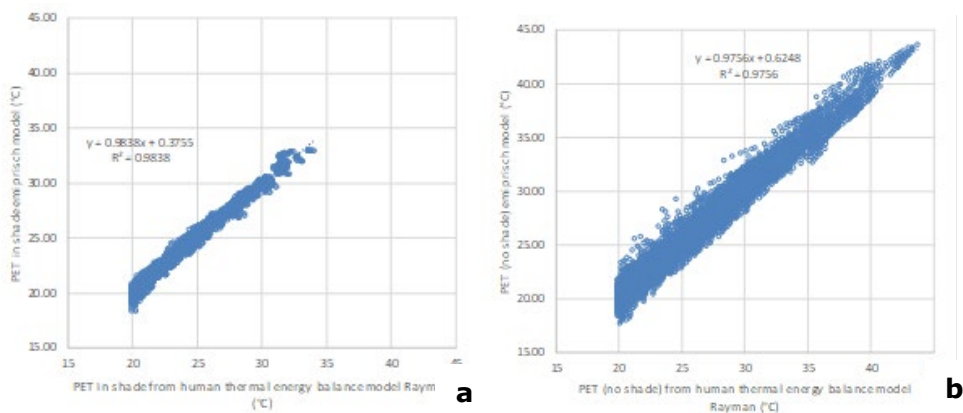 45.00
40.00
35.00
30.00
25.00
20.00
15.00
PET in shade empirisch model (°C)
y = 0.9838x + 0.3755
R² = 0.9838
15 20 25 30 35 40 45
PET in shade from human thermal energy balance model Raym
(°C)
a
45.00
40.00
35.00
30.00
25.00
20.00
15.00
PET (no shade) empirisch model (°C)
y = 0.9756x + 0.6248
R² = 0.9756
15 20 25 30 35 40
PET (no shade) from human thermal energy balance model
Rayman (°C)
b